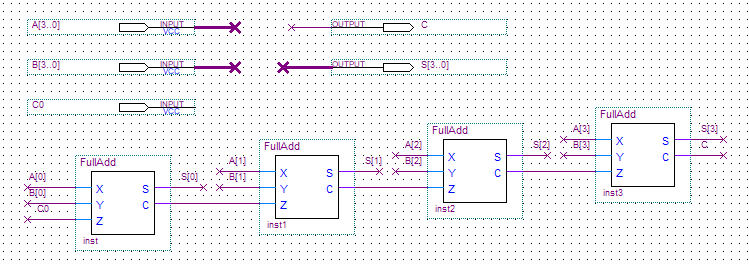 A[3..0] INPUT VCC OUTPUT C
B[3..0] INPUT VCC OUTPUT S[3..0]
C0 INPUT VCC
FullAdd
A[0] X S S[0]
B[0] Y C
C0 Z
inst
FullAdd
A[1] X S S[1]
B[1] Y C
Z
inst1
FullAdd
A[2] X S S[2]
B[2] Y C
Z
inst2
FullAdd
A[3] X S S[3]
B[3] Y C C
Z
inst3